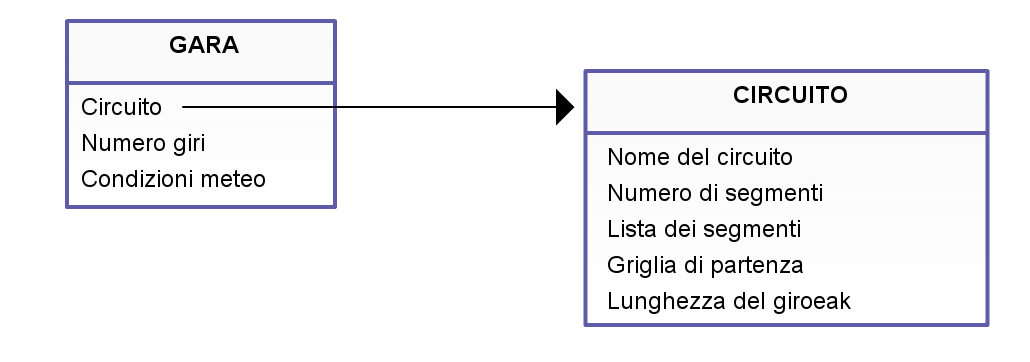 GARA
Circuito
Numero giri
Condizioni meteo
CIRCUITO
Nome del circuito
Numero di segmenti
Lista dei segmenti
Griglia di partenza
Lunghezza del giroeak